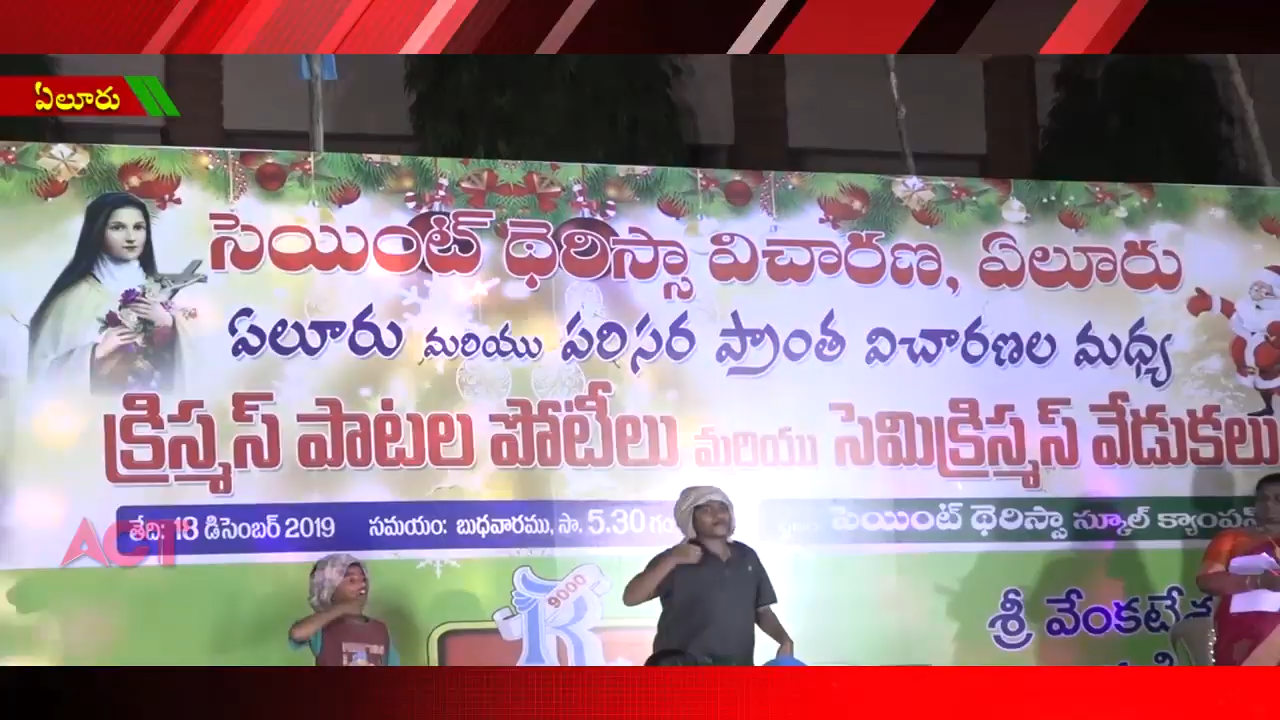 ఏలూరు
సెయింట్ థెరిస్సా విచారణ, ఏలూరు
ఏలూరు మరియు పరిసర ప్రాంత విచారణల మధ్య
క్రిస్మస్ పాటల పోటీలు మరియు సెమిక్రిస్మస్ వేడుకలు
తేది: 18 డిసెంబర్ 2019 సమయం: బుధవారము, సా. 5.30 గం
సెయింట్ థెరిస్సా స్కూల్ క్యాంపస్
ACT
9000
శ్రీ